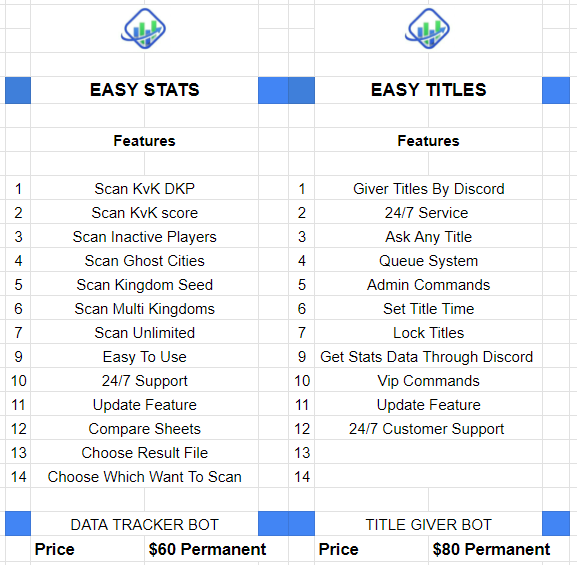 EASY STATS
Features
1 Scan KvK DKP
2 Scan KvK score
3 Scan Inactive Players
4 Scan Ghost Cities
5 Scan Kingdom Seed
6 Scan Multi Kingdoms
7 Scan Unlimited
9 Easy To Use
10 24/7 Support
11 Update Feature
12 Compare Sheets
13 Choose Result File
14 Choose Which Want To Scan
DATA TRACKER BOT
Price $60 Permanent
EASY TITLES
Features
1 Giver Titles By Discord
2 24/7 Service
3 Ask Any Title
4 Queue System
5 Admin Commands
6 Set Title Time
7 Lock Titles
9 Get Stats Data Through Discord
10 Vip Commands
11 Update Feature
12 24/7 Customer Support
13
14
TITLE GIVER BOT
Price $80 Permanent